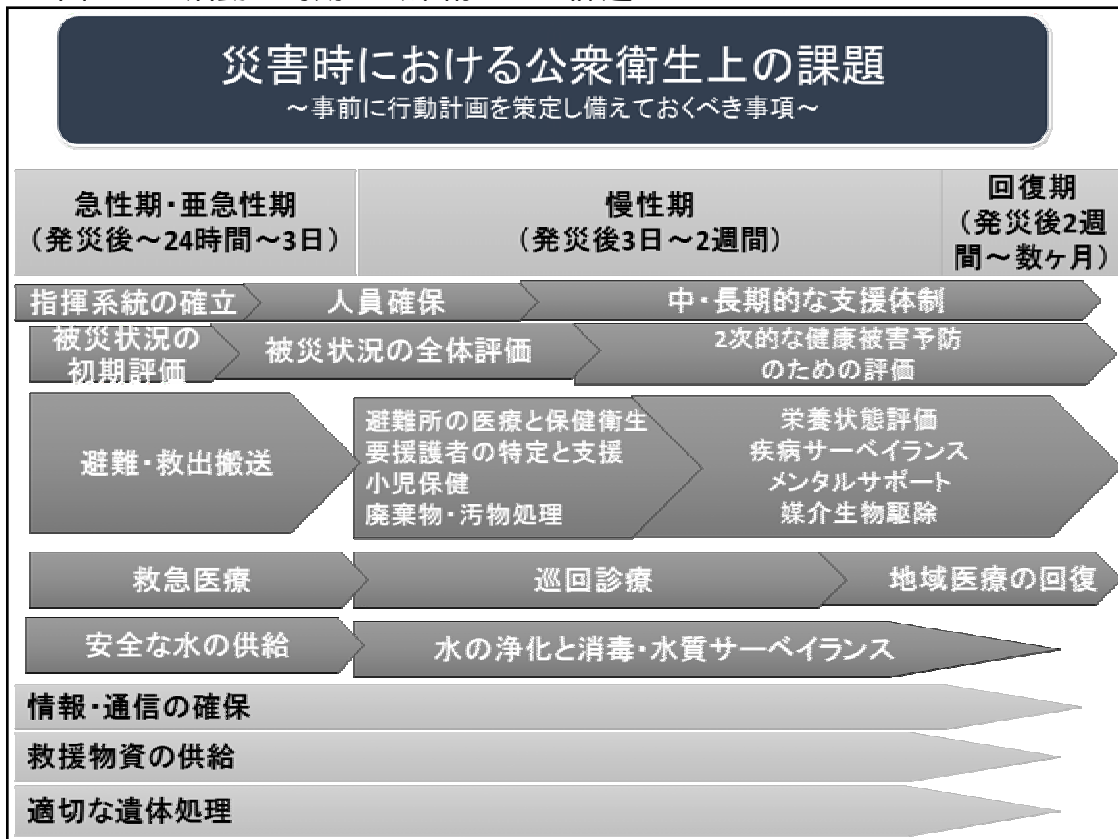 災害時における公衆衛生上の課題
～事前に行動計画を策定し備えておくべき事項～
急性期・亜急性期
（発災後～24時間～3日）
慢性期
（発災後3日～2週間）
回復期
（発災後2週
間～数ヶ月）
指揮系統の確立
人員確保
中・長期的な支援体制
被災状況の
初期評価
被災状況の全体評価
2次的な健康被害予防
のための評価
避難・救出搬送
避難所の医療と保健衛生
要援護者の特定と支援
小児保健
廃棄物・汚物処理
栄養状態評価
疾病サーベイランス
メンタルサポート
媒介生物駆除
救急医療
巡回診療
地域医療の回復
安全な水の供給
水の浄化と消毒・水質サーベイランス
情報・通信の確保
救援物資の供給
適切な遺体処理